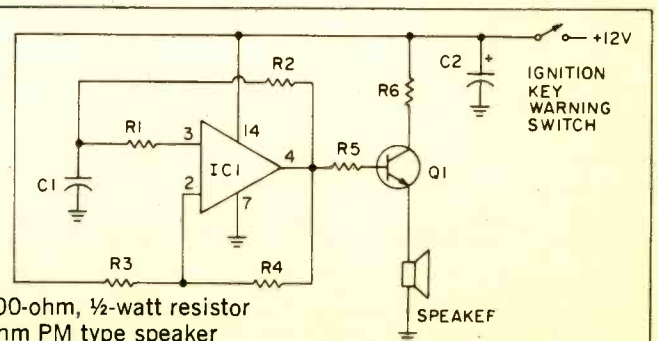 +12V
C2
+
IGNITION
KEY
WARNING
SWITCH
R2
R6
R1
3
14
4
R5
IC1
Q1
C1
2
7
R3
R4
SPEAKEF
00-ohm, ½-watt resistor
hm PM type speaker